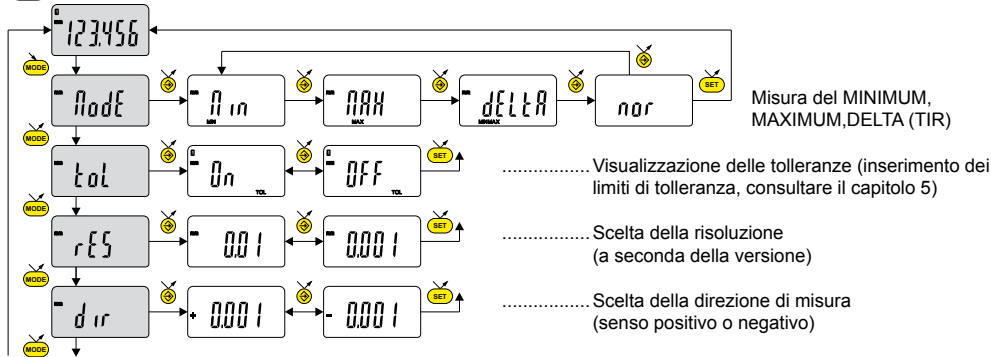 123.456
MODE
ModE
M in
MIN
MAX
MAX
dELtA
MINMAX
nor
SET
Misura del MINIMUM,
MAXIMUM,DELTA (TIR)
MODE
toL
On
TOL
OFF
TOL
SET
................. Visualizzazione delle tolleranze (inserimento dei
limiti di tolleranza, consultare il capitolo 5)
MODE
rES
0.01
0.001
SET
................. Scelta della risoluzione
(a seconda della versione)
MODE
dir
+ 0.001
- 0.001
SET
................. Scelta della direzione di misura
(senso positivo o negativo)
MODE